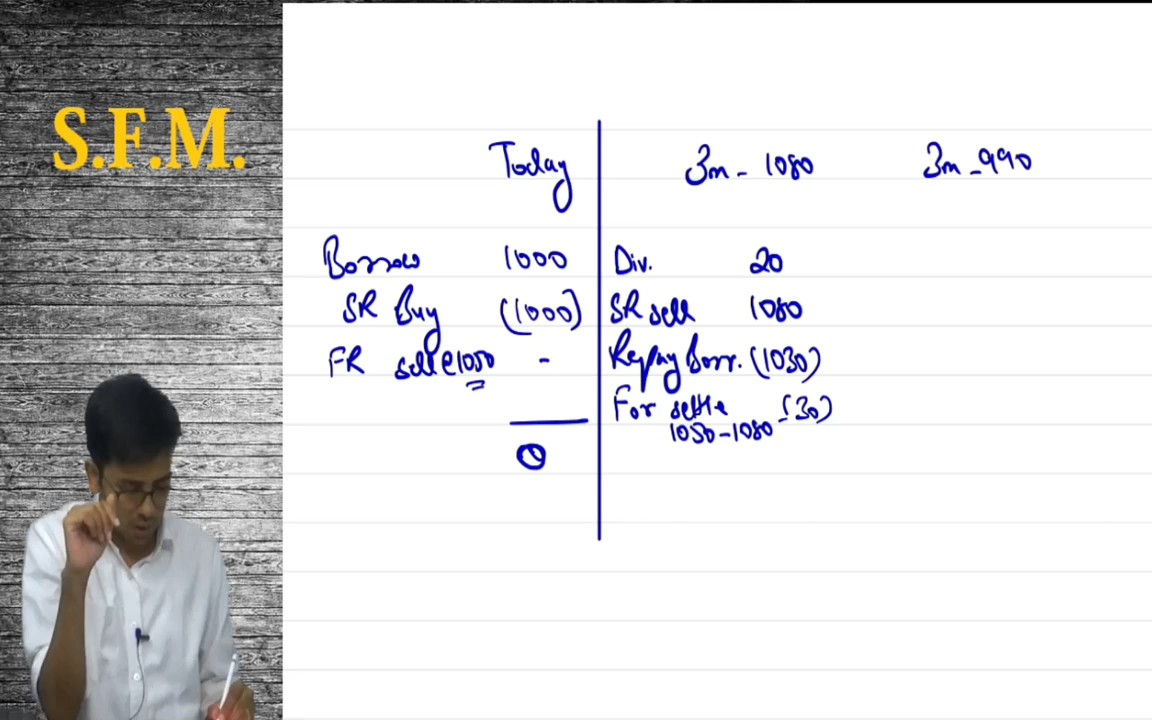 S.F.M.
Today 3m - 1080 3m - 990
Borrow 1000 Div. 20
SR Buy (1000) SR sell 1080
FR sell@1050 - Repay Borr. (1030)
For settle (30)
1050-1080
0